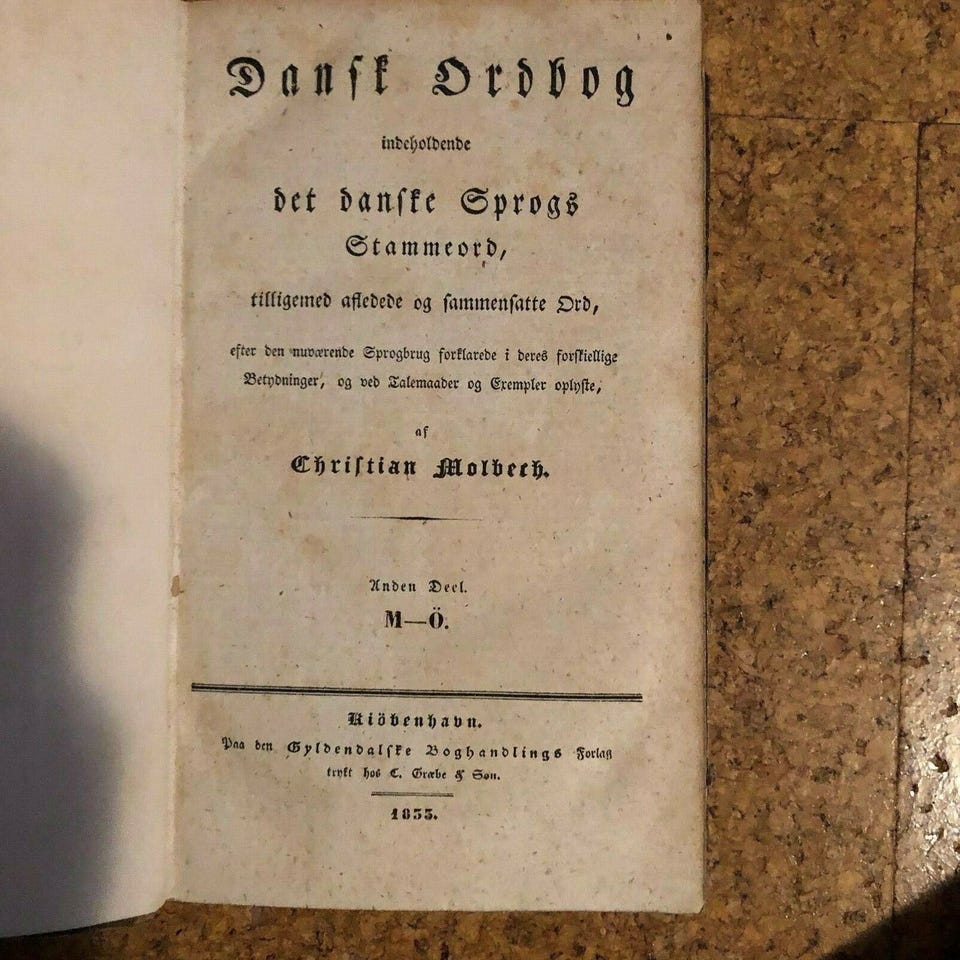 Dansk Ordbog
indeholdende
det danske Sprogs
Stammeord,
tilligemed afledede og sammensatte Ord,
efter den nuværende Sprogbrug forklarede i deres forskiellige
Betydninger, og ved Talemaader og Exempler oplyste,
af
Christian Molbech.
Anden Deel.
M—Ö.
Kiöbenhavn.
Paa den Gyldendalske Boghandlings Forlag
trykt hos C. Græbe & Søn.
1833.